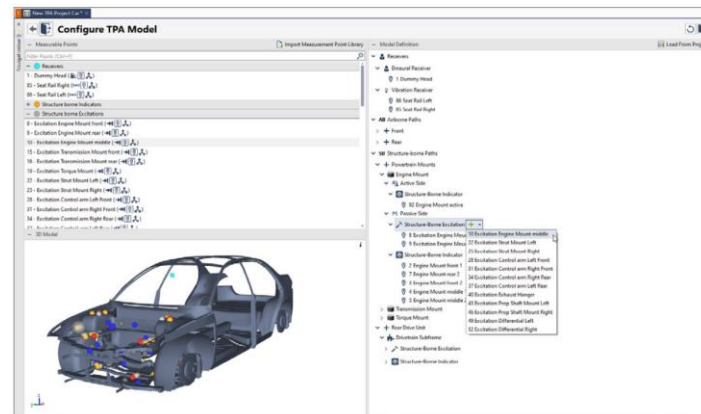 New TPA Project Car *
Configure TPA Model
Measurable Points
Import Measurement Point Library
Filter Points (Ctrl+F)
Receivers
1 - Dummy Head
85 - Seat Rail Right
88 - Seat Rail Left
Structure borne Indicators
Structure borne Excitations
8 - Excitation Engine Mount front
9 - Excitation Engine Mount rear
10 - Excitation Engine Mount middle
15 - Excitation Transmission Mount front
16 - Excitation Transmission Mount rear
19 - Excitation Torque Mount
22 - Excitation Strut Mount Left
23 - Excitation Strut Mount Right
28 - Excitation Control arm Left Front
31 - Excitation Control arm Right Front
34 - Excitation Control arm Right Rear
3D Model
Model Definition
Load From Proj
Receivers
Binaural Receiver
1 Dummy Head
Vibration Receiver
88 Seat Rail Left
85 Seat Rail Right
AB Airborne Paths
Front
Rear
SB Structure-borne Paths
Powertrain Mounts
Engine Mount
Active Side
Structure-Borne Indicator
92 Engine Mount active
Passive Side
Structure-Borne Excitation
8 Excitation Engine Mou
9 Excitation Engine Mou
Structure-Borne Indicator
2 Engine Mount front 1
7 Engine Mount rear 2
3 Engine Mount front 2
4 Engine Mount middle
5 Engine Mount middle
Transmission Mount
Torque Mount
Rear Drive Unit
Drivetrain Subframe
Structure-Borne Excitation
Structure-Borne Indicator
10 Excitation Engine Mount middle
22 Excitation Strut Mount Left
25 Excitation Strut Mount Right
28 Excitation Control arm Left Front
31 Excitation Control arm Right Front
34 Excitation Control arm Right Rear
37 Excitation Control arm Left Rear
40 Excitation Exhaust Hanger
43 Excitation Prop Shaft Mount Left
46 Excitation Prop Shaft Mount Right
49 Excitation Differential Left
52 Excitation Differential Right